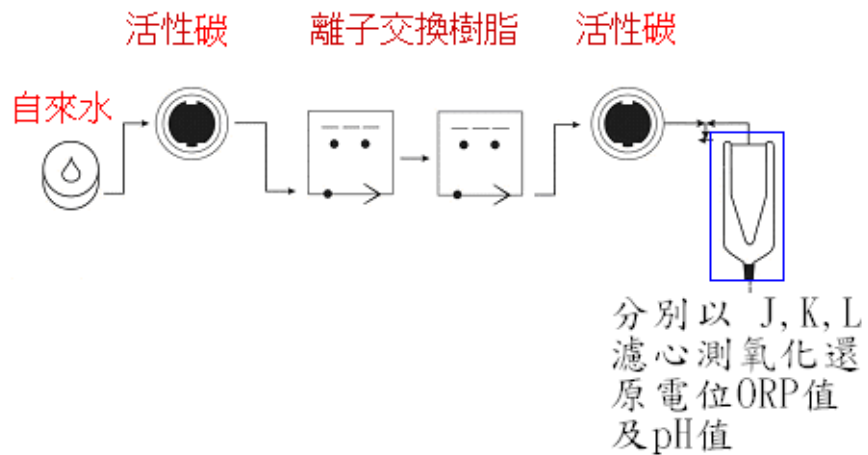 活性碳
離子交換樹脂
活性碳
自來水
分別以 J,K,L
濾心測氧化還
原電位ORP值
及pH值